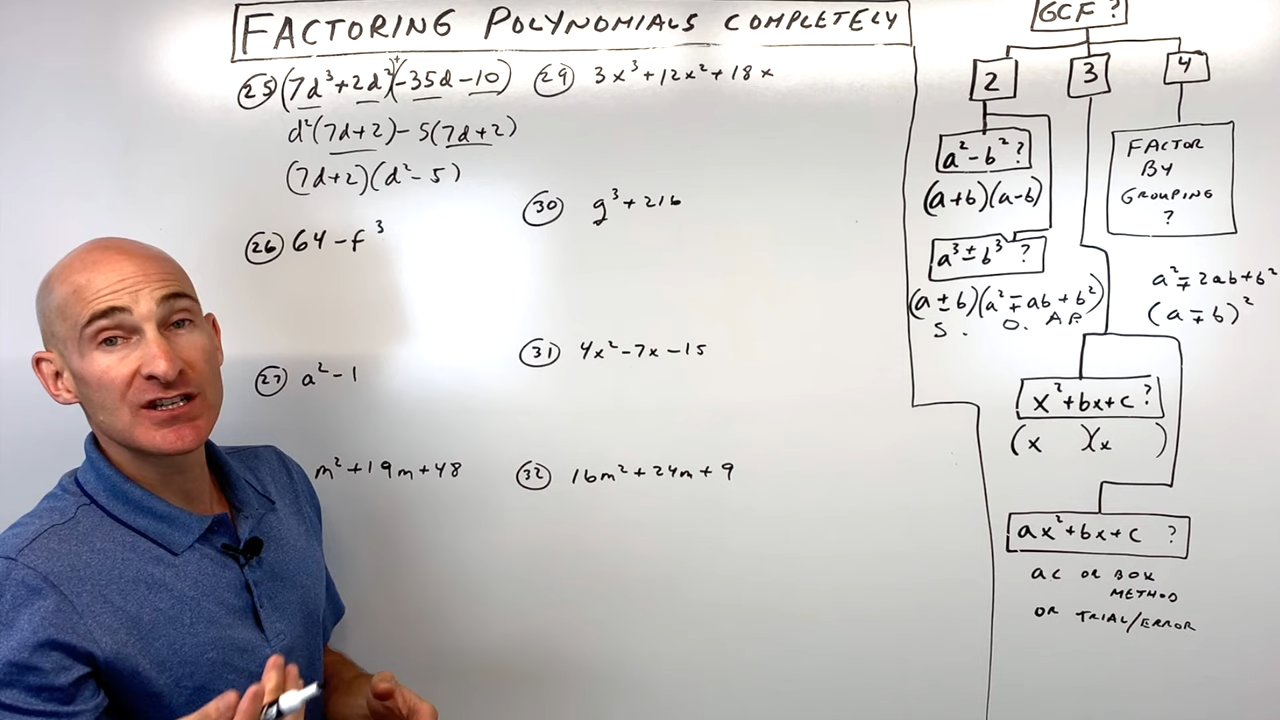 FACTORING POLYNOMIALS COMPLETELY
25 (7d³+2d²)+(-35d-10)
d²(7d+2)-5(7d+2)
(7d+2)(d²-5)
26 64-f³
27 a²-1
m²+19m+48
29 3x³+12x²+18x
30 g³+216
31 4x²-7x-15
32 16m²+24m+9
GCF ?
2 3 4
a²-b² ?
(a+b)(a-b)
a³±b³ ?
(a±b)(a²∓ab+b²)
S. O. A.P.
FACTOR
BY
GROUPING
?
a²∓2ab+b²
(a∓b)²
x²+bx+c ?
(x )(x )
ax²+bx+c ?
ac OR BOX
METHOD
OR TRIAL/ERROR